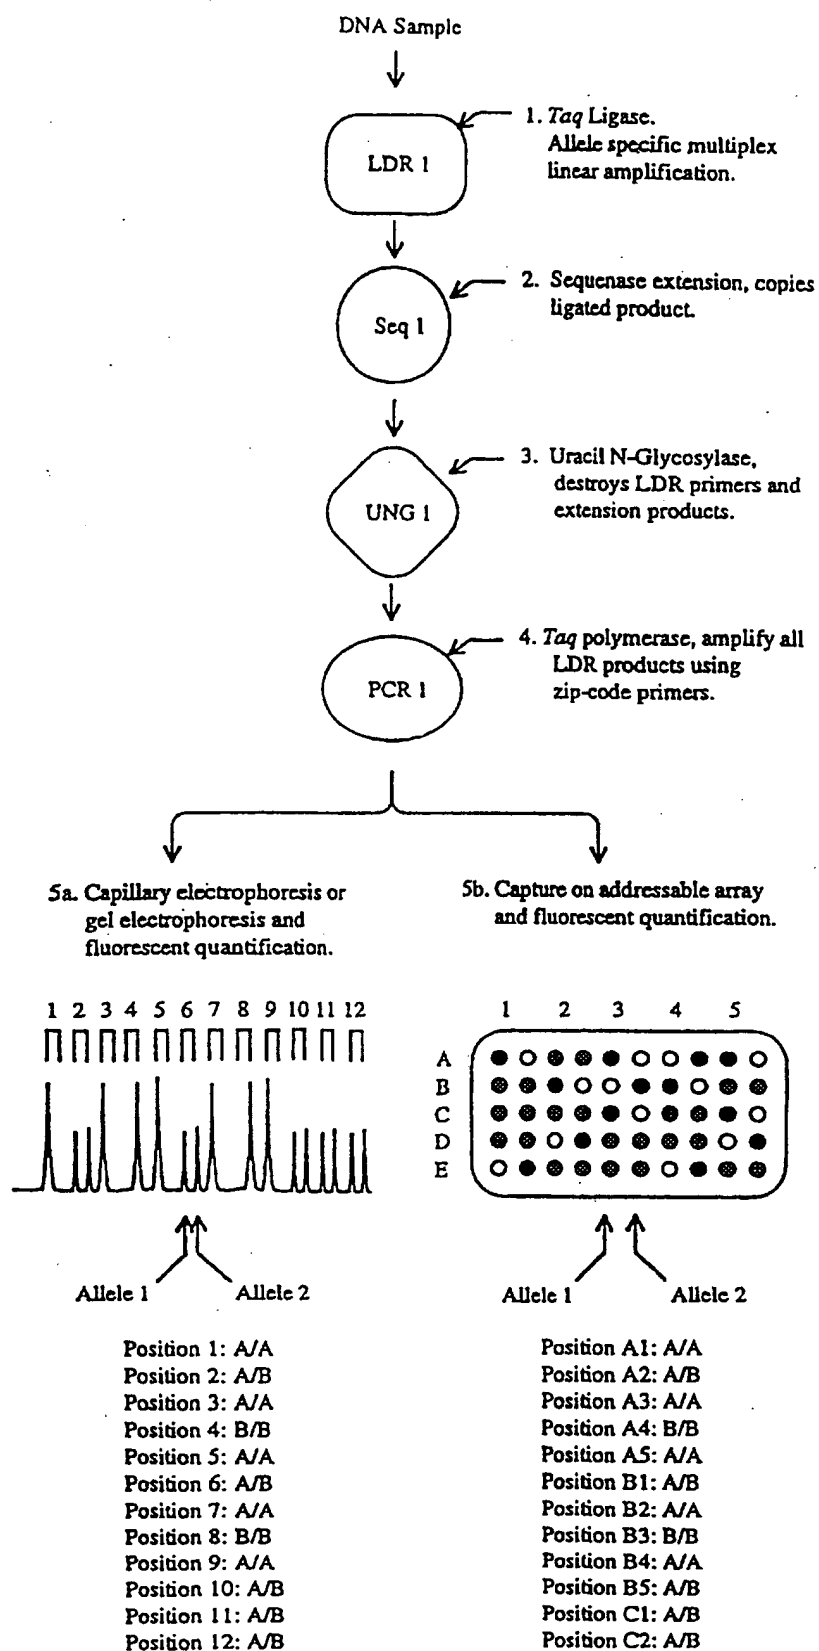 DNA Sample
LDR 1
1. Taq Ligase.
Allele specific multiplex
linear amplification.
Seq 1
2. Sequenase extension, copies
ligated product.
UNG 1
3. Uracil N-Glycosylase,
destroys LDR primers and
extension products.
PCR 1
4. Taq polymerase, amplify all
LDR products using
zip-code primers.
5a. Capillary electrophoresis or
gel electrophoresis and
fluorescent quantification.
5b. Capture on addressable array
and fluorescent quantification.
1 2 3 4 5 6 7 8 9 10 11 12
1 2 3 4 5
A
B
C
D
E
Allele 1
Allele 2
Allele 1
Allele 2
Position 1: A/A
Position 2: A/B
Position 3: A/A
Position 4: B/B
Position 5: A/A
Position 6: A/B
Position 7: A/A
Position 8: B/B
Position 9: A/A
Position 10: A/B
Position 11: A/B
Position 12: A/B
Position A1: A/A
Position A2: A/B
Position A3: A/A
Position A4: B/B
Position A5: A/A
Position B1: A/B
Position B2: A/A
Position B3: B/B
Position B4: A/A
Position B5: A/B
Position C1: A/B
Position C2: A/B